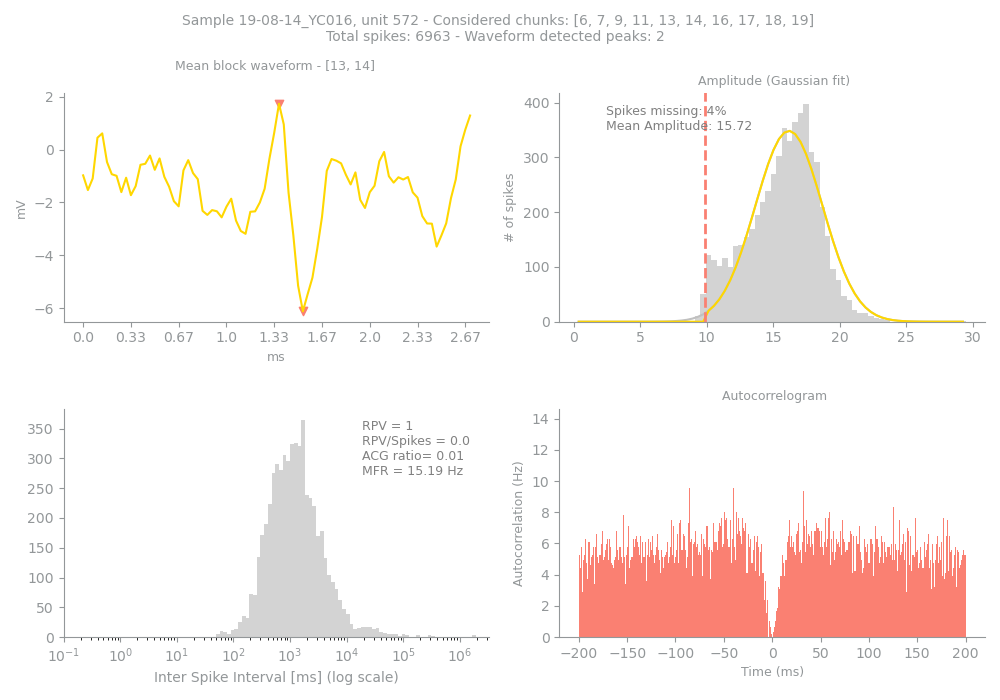 Sample 19-08-14_YC016, unit 572 - Considered chunks: [6, 7, 9, 11, 13, 14, 16, 17, 18, 19]
Total spikes: 6963 - Waveform detected peaks: 2
Mean block waveform - [13, 14]
2
0
−2
−4
−6
mV
0.0 0.33 0.67 1.0 1.33 1.67 2.0 2.33 2.67
ms
Amplitude (Gaussian fit)
Spikes missing: 4%
Mean Amplitude: 15.72
400
300
200
100
0
# of spikes
0 5 10 15 20 25 30
350
300
250
200
150
100
50
0
RPV = 1
RPV/Spikes = 0.0
ACG ratio= 0.01
MFR = 15.19 Hz
10⁻¹ 10⁰ 10¹ 10² 10³ 10⁴ 10⁵ 10⁶
Inter Spike Interval [ms] (log scale)
Autocorrelogram
14
12
10
8
6
4
2
0
Autocorrelation (Hz)
−200 −150 −100 −50 0 50 100 150 200
Time (ms)